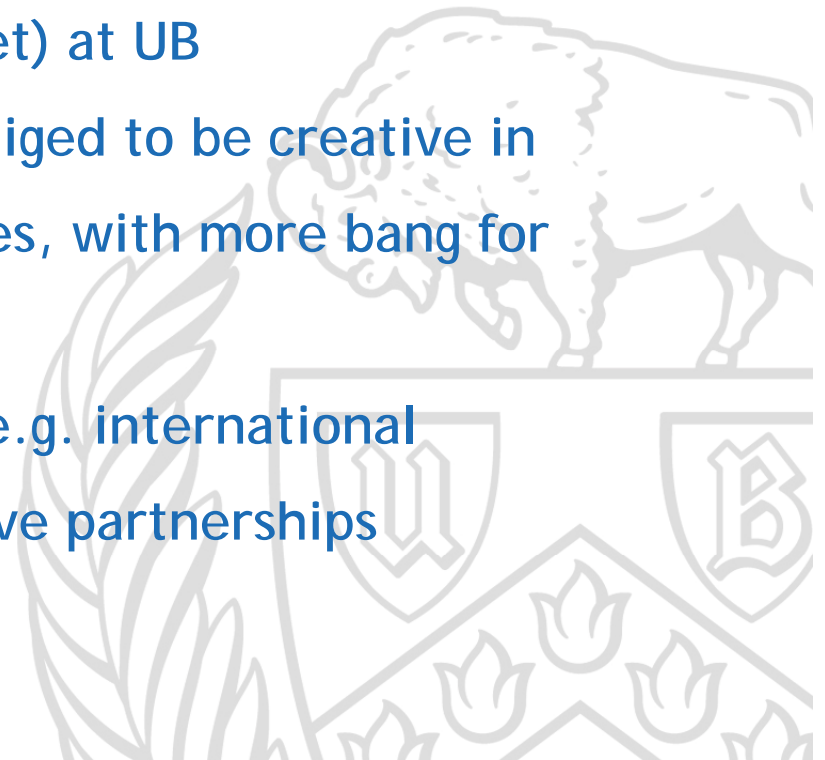 et) at UB
iged to be creative in
es, with more bang for
e.g. international
ve partnerships
U B